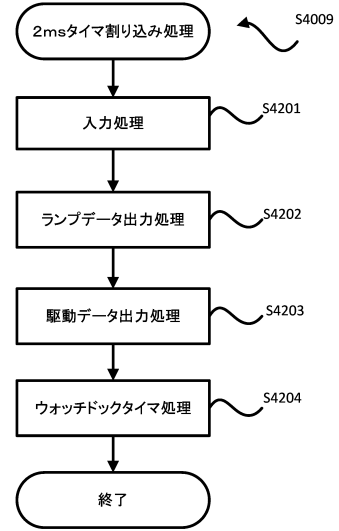 2msタイマ割り込み処理
S4009
入力処理
S4201
ランプデータ出力処理
S4202
駆動データ出力処理
S4203
ウォッチドックタイマ処理
S4204
終了